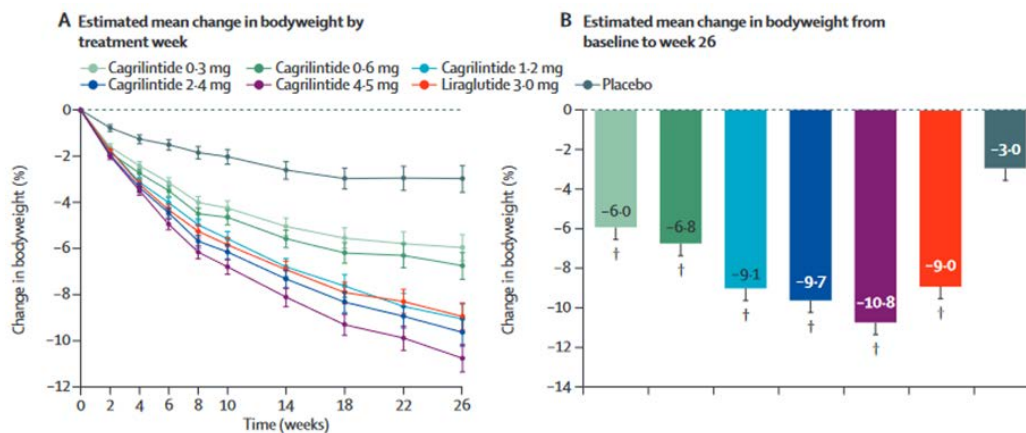 A Estimated mean change in bodyweight by
treatment week
Cagrilintide 0·3 mg Cagrilintide 0·6 mg Cagrilintide 1·2 mg
Cagrilintide 2·4 mg Cagrilintide 4·5 mg Liraglutide 3·0 mg Placebo
Change in bodyweight (%)
0
−2
−4
−6
−8
−10
−12
0 2 4 6 8 10 14 18 22 26
Time (weeks)
B Estimated mean change in bodyweight from
baseline to week 26
Change in bodyweight (%)
0
−2
−4
−6
−8
−10
−12
−14
−6·0 −6·8 −9·1 −9·7 −10·8 −9·0 −3·0
† † † † † †